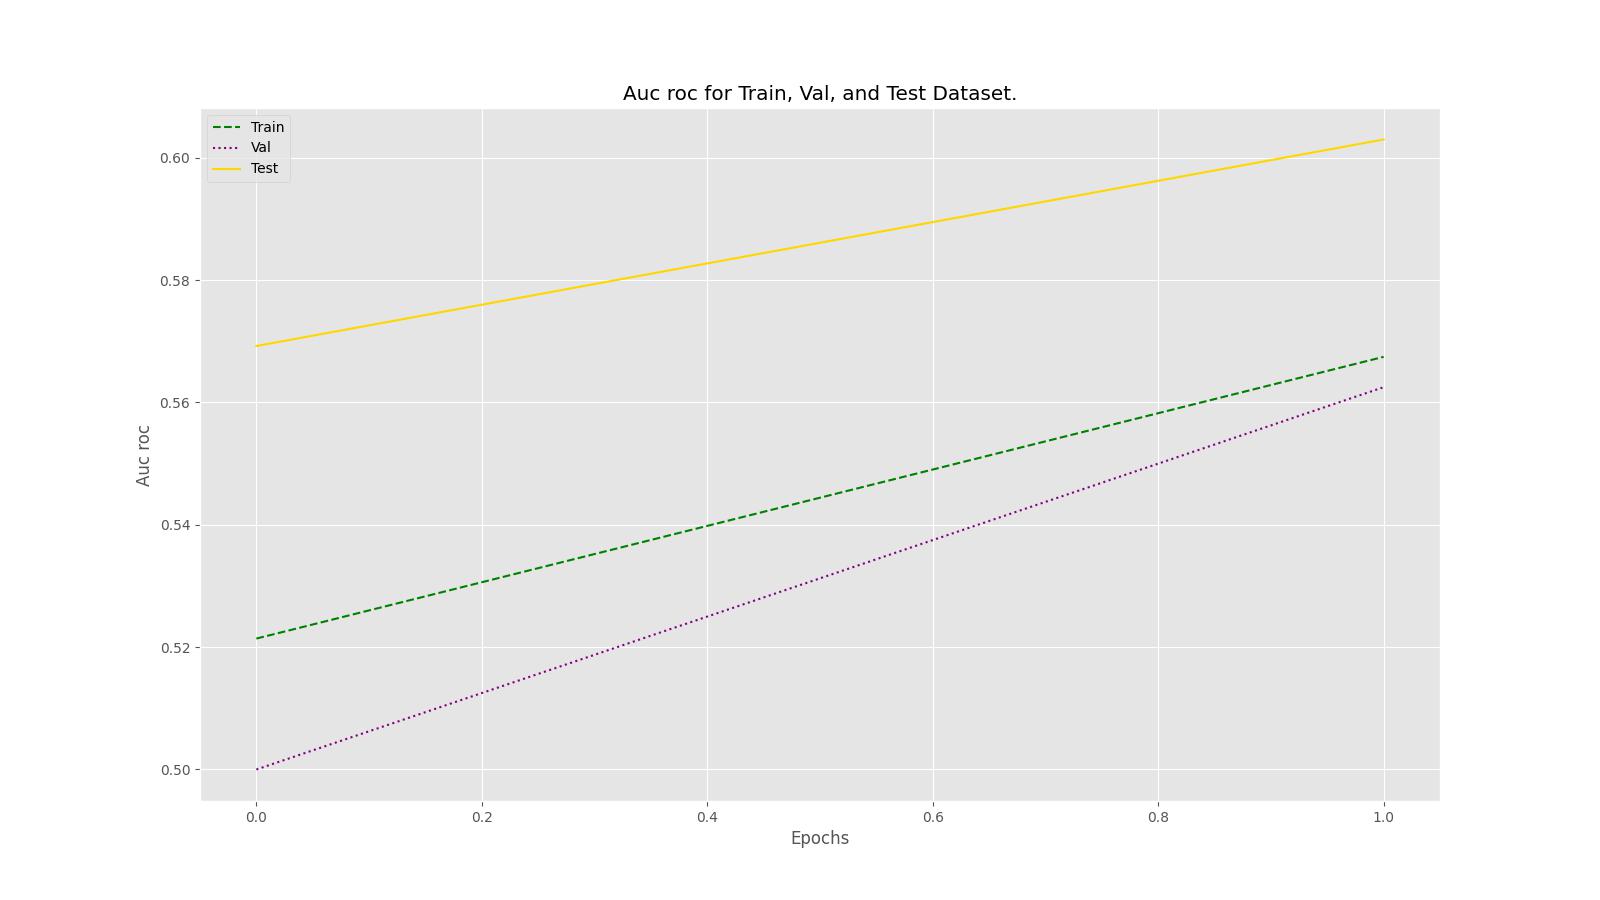 Auc roc for Train, Val, and Test Dataset.
Train
Val
Test
0.60
0.58
0.56
0.54
0.52
0.50
Auc roc
0.0 0.2 0.4 0.6 0.8 1.0
Epochs